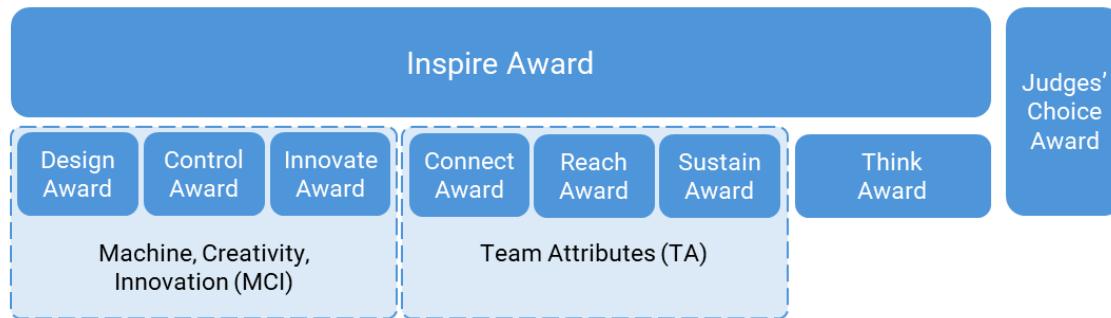 Inspire Award
Judges’
Choice
Award
Design
Award
Control
Award
Innovate
Award
Connect
Award
Reach
Award
Sustain
Award
Think
Award
Machine, Creativity,
Innovation (MCI)
Team Attributes (TA)